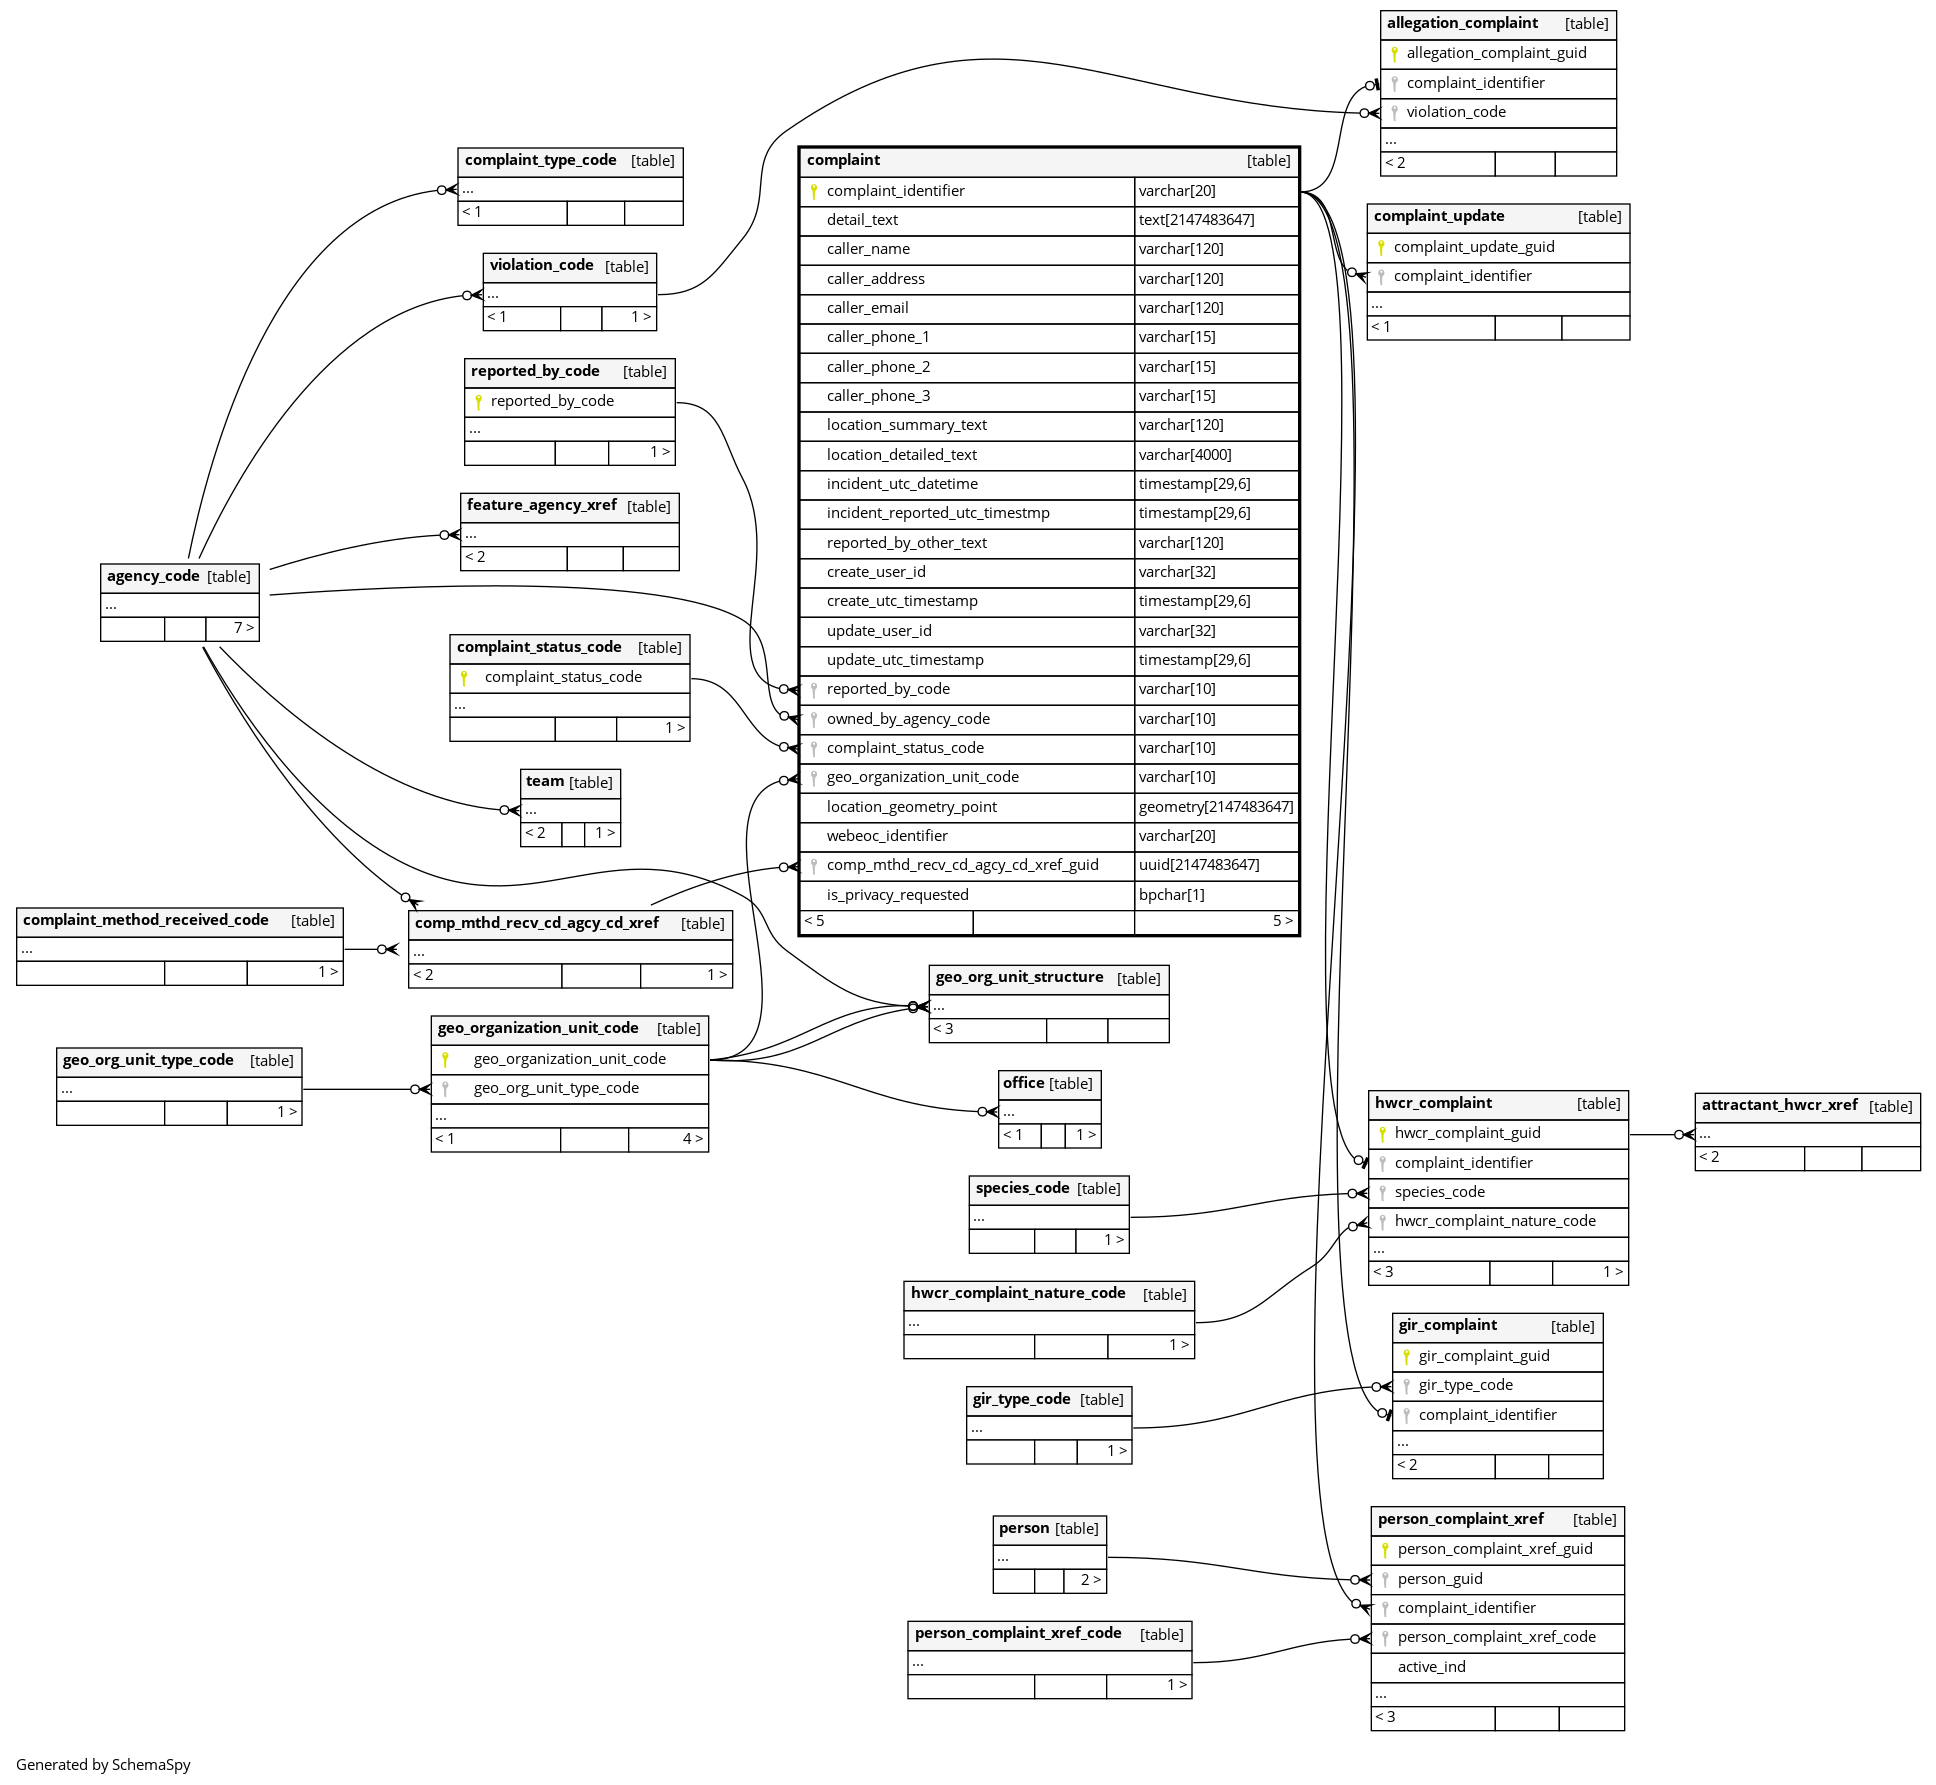 allegation_complaint [table]
allegation_complaint_guid
complaint_identifier
violation_code
...
< 2
complaint_type_code [table]
...
< 1
complaint [table]
complaint_identifier varchar[20]
detail_text text[2147483647]
caller_name varchar[120]
caller_address varchar[120]
caller_email varchar[120]
caller_phone_1 varchar[15]
caller_phone_2 varchar[15]
caller_phone_3 varchar[15]
location_summary_text varchar[120]
location_detailed_text varchar[4000]
incident_utc_datetime timestamp[29,6]
incident_reported_utc_timestmp timestamp[29,6]
reported_by_other_text varchar[120]
create_user_id varchar[32]
create_utc_timestamp timestamp[29,6]
update_user_id varchar[32]
update_utc_timestamp timestamp[29,6]
reported_by_code varchar[10]
owned_by_agency_code varchar[10]
complaint_status_code varchar[10]
geo_organization_unit_code varchar[10]
location_geometry_point geometry[2147483647]
webeoc_identifier varchar[20]
comp_mthd_recv_cd_agcy_cd_xref_guid uuid[2147483647]
is_privacy_requested bpchar[1]
< 5 5 >
complaint_update [table]
complaint_update_guid
complaint_identifier
...
< 1
violation_code [table]
...
< 1 1 >
reported_by_code [table]
reported_by_code
...
1 >
feature_agency_xref [table]
...
< 2
agency_code [table]
...
7 >
complaint_status_code [table]
complaint_status_code
...
1 >
team [table]
...
< 2 1 >
complaint_method_received_code [table]
...
1 >
comp_mthd_recv_cd_agcy_cd_xref [table]
...
< 2 1 >
geo_org_unit_structure [table]
...
< 3
geo_organization_unit_code [table]
geo_organization_unit_code
geo_org_unit_type_code
...
< 1 4 >
geo_org_unit_type_code [table]
...
1 >
office [table]
...
< 1 1 >
hwcr_complaint [table]
hwcr_complaint_guid
complaint_identifier
species_code
hwcr_complaint_nature_code
...
< 3 1 >
attractant_hwcr_xref [table]
...
< 2
species_code [table]
...
1 >
hwcr_complaint_nature_code [table]
...
1 >
gir_complaint [table]
gir_complaint_guid
gir_type_code
complaint_identifier
...
< 2
gir_type_code [table]
...
1 >
person_complaint_xref [table]
person_complaint_xref_guid
person_guid
complaint_identifier
person_complaint_xref_code
active_ind
...
< 3
person [table]
...
2 >
person_complaint_xref_code [table]
...
1 >
Generated by SchemaSpy